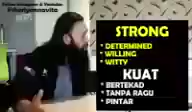 STRONG
* DETERMINED
* WILLING
* WITTY
KUAT
* BERTEKAD
* TANPA RAGU
* PINTAR